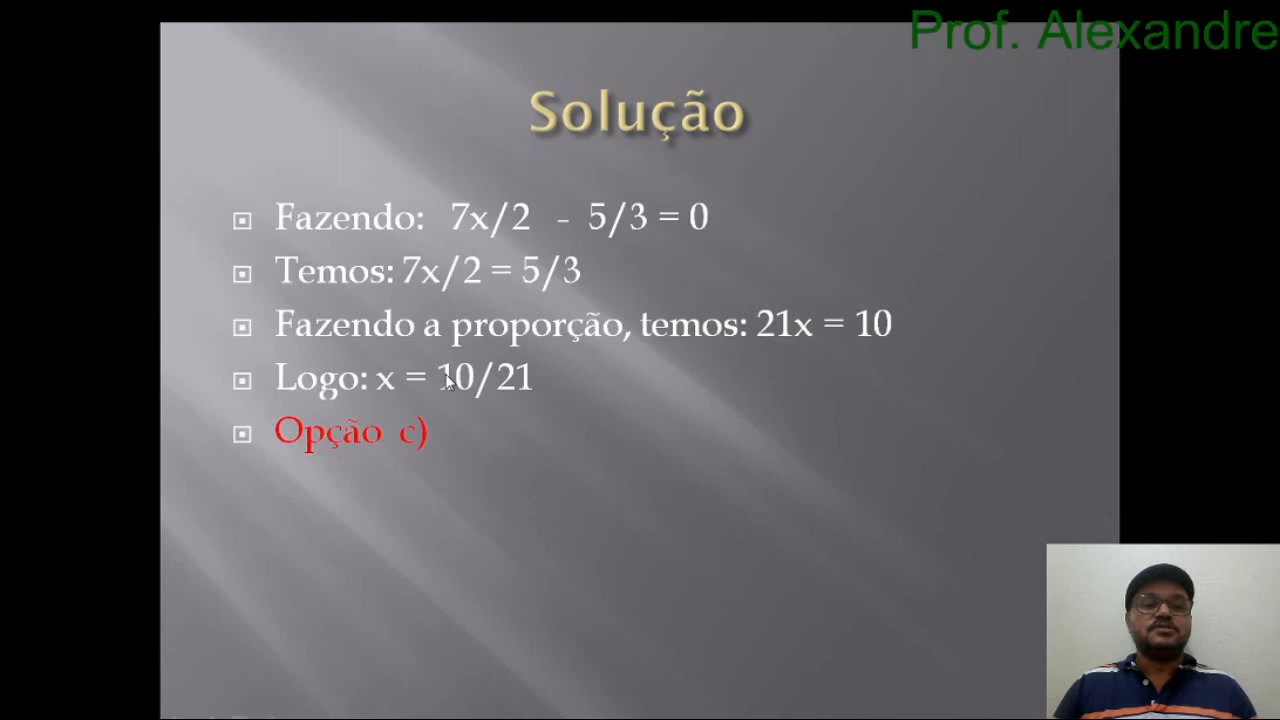 Prof. Alexandre
Solução
Fazendo: 7x/2 - 5/3 = 0
Temos: 7x/2 = 5/3
Fazendo a proporção, temos: 21x = 10
Logo: x = 10/21
Opção c)